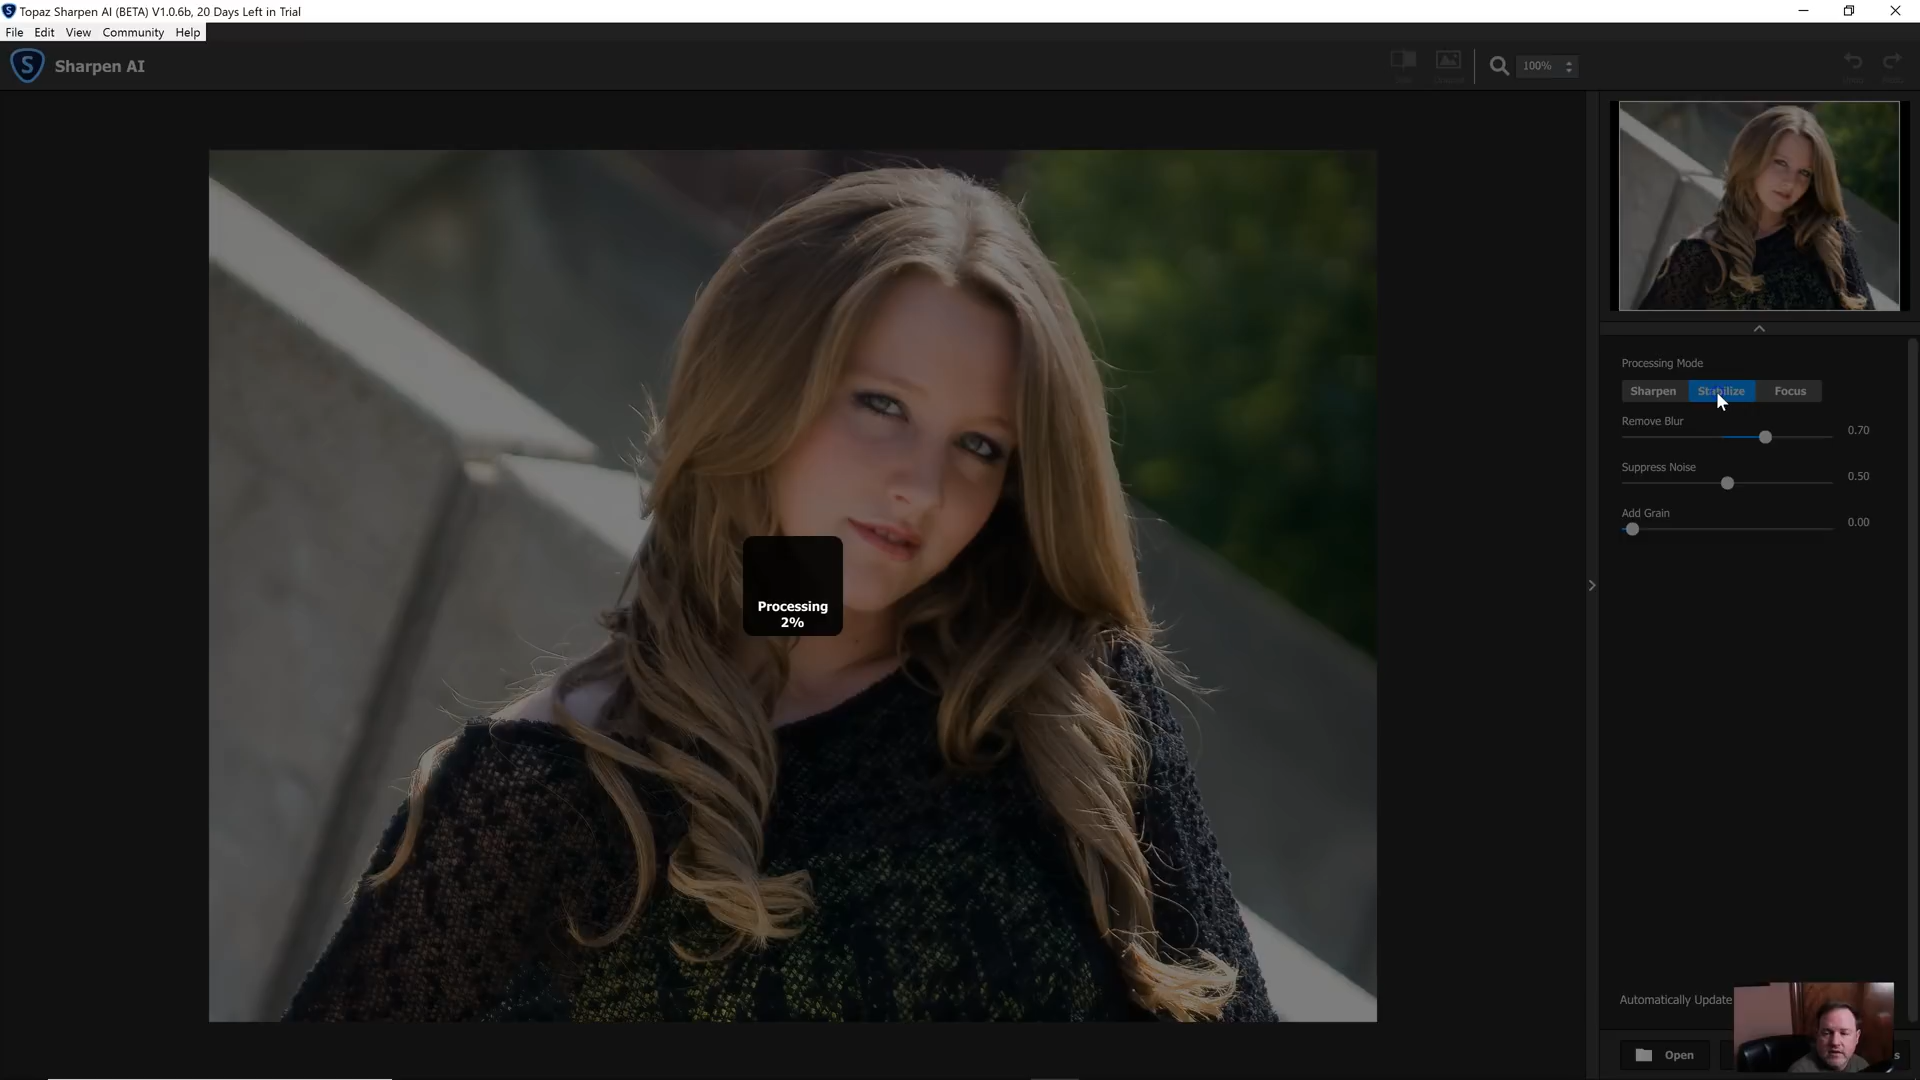 Topaz Sharpen AI (BETA) V1.0.6b, 20 Days Left in Trial
File Edit View Community Help
Sharpen AI
100%
Processing Mode
Sharpen Stabilize Focus
Remove Blur
0.70
Suppress Noise
0.50
Add Grain
0.00
Processing
2%
Automatically Update
Open